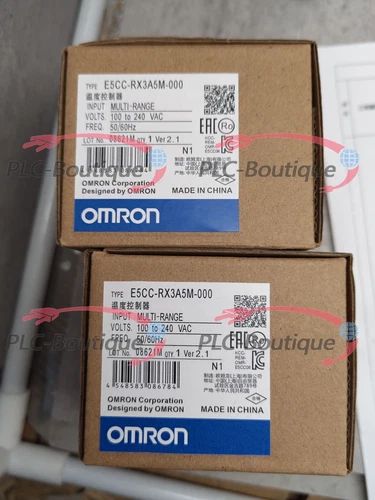 TYPE E5CC-RX3A5M-000
温度控制器
INPUT MULTI-RANGE
VOLTS. 100 to 240 VAC
FREQ. 50/60Hz
LOT No. 08621M QTY 1 Ver 2.1
N1
OMRON Corporation
Designed by OMRON
MADE IN CHINA
OMRON
PLC-Boutique
PLC-Boutique
TYPE E5CC-RX3A5M-000
温度控制器
INPUT MULTI-RANGE
VOLTS. 100 to 240 VAC
FREQ. 50/60Hz
LOT No. 08621M QTY 1 Ver 2.1
N1
4548583086784
OMRON Corporation
Designed by OMRON
MADE IN CHINA
OMRON
PLC-Boutique
PLC-Boutique